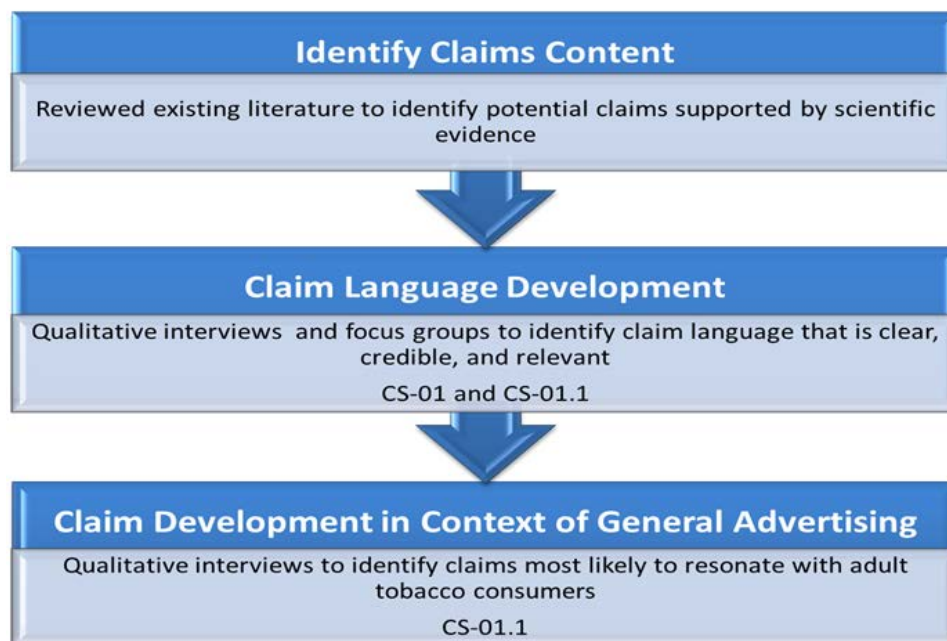 Identify Claims Content
Reviewed existing literature to identify potential claims supported by scientific
evidence
Claim Language Development
Qualitative interviews and focus groups to identify claim language that is clear,
credible, and relevant
CS-01 and CS-01.1
Claim Development in Context of General Advertising
Qualitative interviews to identify claims most likely to resonate with adult
tobacco consumers
CS-01.1